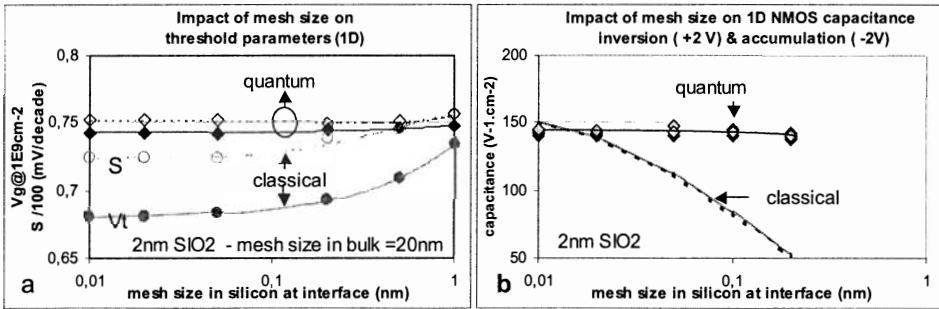 Impact of mesh size on
threshold parameters (1D)
Vg@1E9cm-2
S /100 (mV/decade)
0,8
0,75
0,7
0,65
quantum
S
classical
Vt
2nm SIO2 - mesh size in bulk =20nm
0,01
0,1
1
a
mesh size in silicon at interface (nm)
Impact of mesh size on 1D NMOS capacitance
inversion ( +2 V) & accumulation ( -2V)
capacitance (V-1.cm-2)
200
150
100
50
quantum
classical
2nm SIO2
0,01
0,1
1
b
mesh size in silicon at interface (nm)